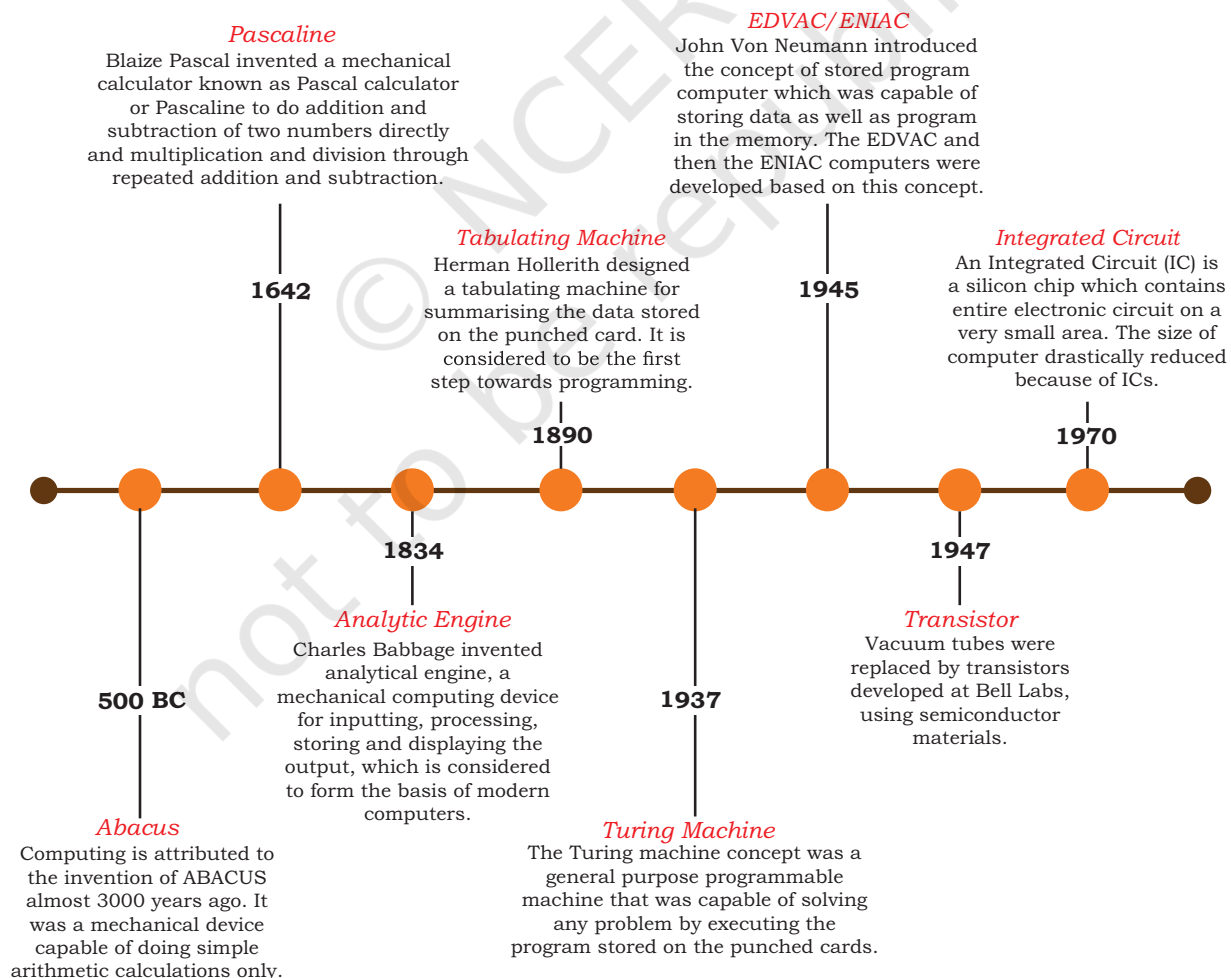 Pascaline
Blaize Pascal invented a mechanical
calculator known as Pascal calculator
or Pascaline to do addition and
subtraction of two numbers directly
and multiplication and division through
repeated addition and subtraction.
1642
EDVAC/ENIAC
John Von Neumann introduced
the concept of stored program
computer which was capable of
storing data as well as program
in the memory. The EDVAC and
then the ENIAC computers were
developed based on this concept.
1945
Tabulating Machine
Herman Hollerith designed
a tabulating machine for
summarising the data stored
on the punched card. It is
considered to be the first
step towards programming.
1890
Integrated Circuit
An Integrated Circuit (IC) is
a silicon chip which contains
entire electronic circuit on a
very small area. The size of
computer drastically reduced
because of ICs.
1970
500 BC
Abacus
Computing is attributed to
the invention of ABACUS
almost 3000 years ago. It
was a mechanical device
capable of doing simple
arithmetic calculations only.
1834
Analytic Engine
Charles Babbage invented
analytical engine, a
mechanical computing device
for inputting, processing,
storing and displaying the
output, which is considered
to form the basis of modern
computers.
1937
Turing Machine
The Turing machine concept was a
general purpose programmable
machine that was capable of solving
any problem by executing the
program stored on the punched cards.
1947
Transistor
Vacuum tubes were
replaced by transistors
developed at Bell Labs,
using semiconductor
materials.
© NCER
not to be republi